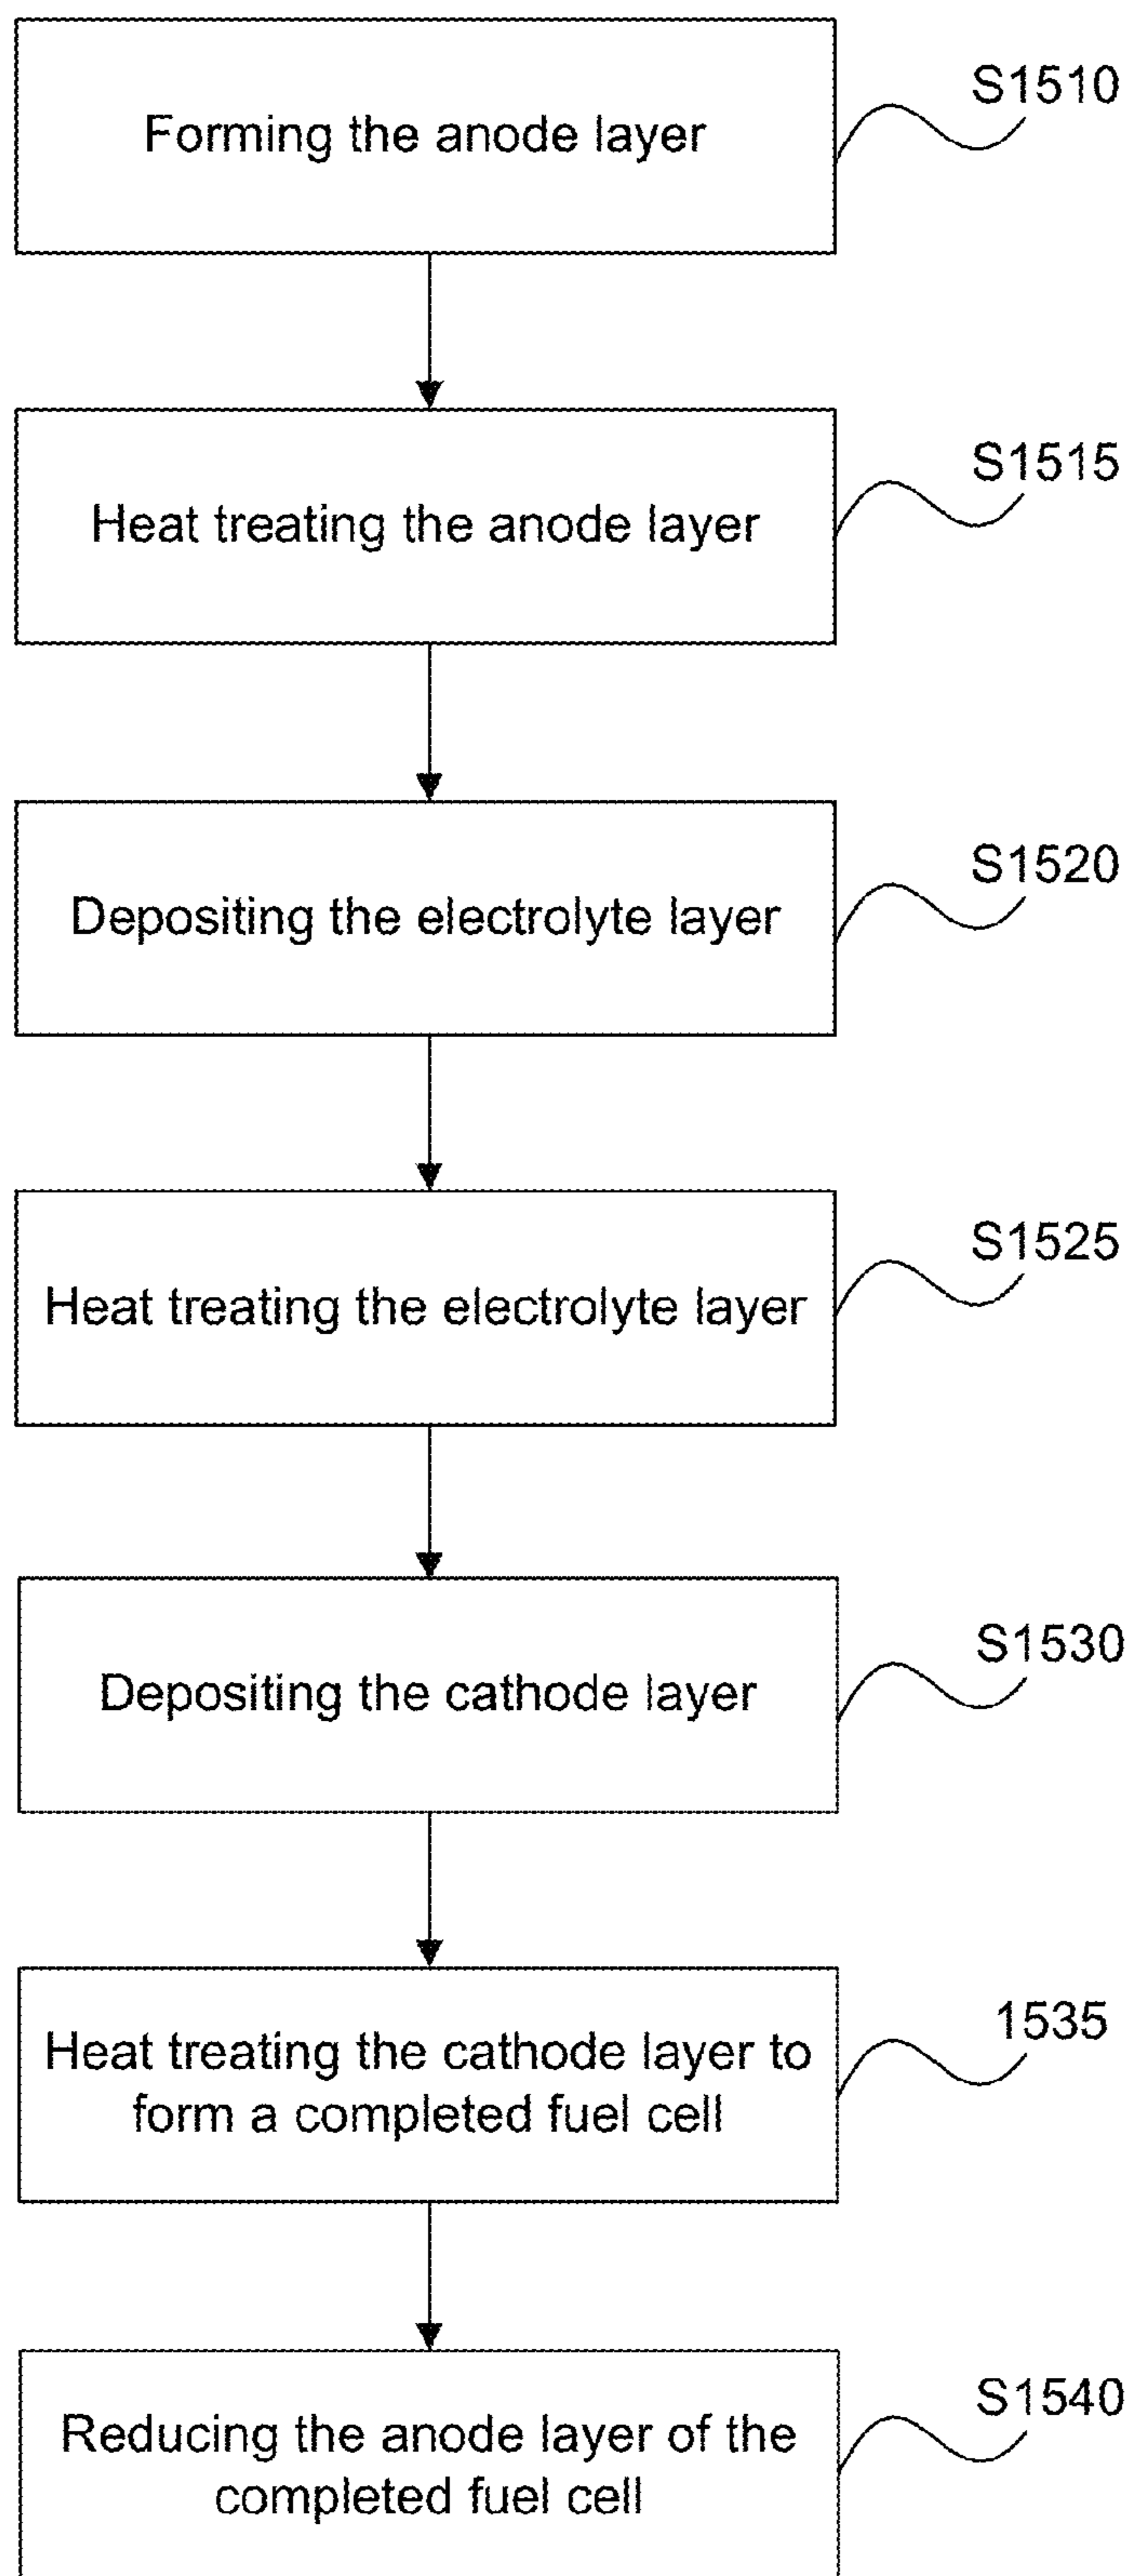 Forming the anode layer
S1510
Heat treating the anode layer
S1515
Depositing the electrolyte layer
S1520
Heat treating the electrolyte layer
S1525
Depositing the cathode layer
S1530
Heat treating the cathode layer to
form a completed fuel cell
1535
Reducing the anode layer of the
completed fuel cell
S1540